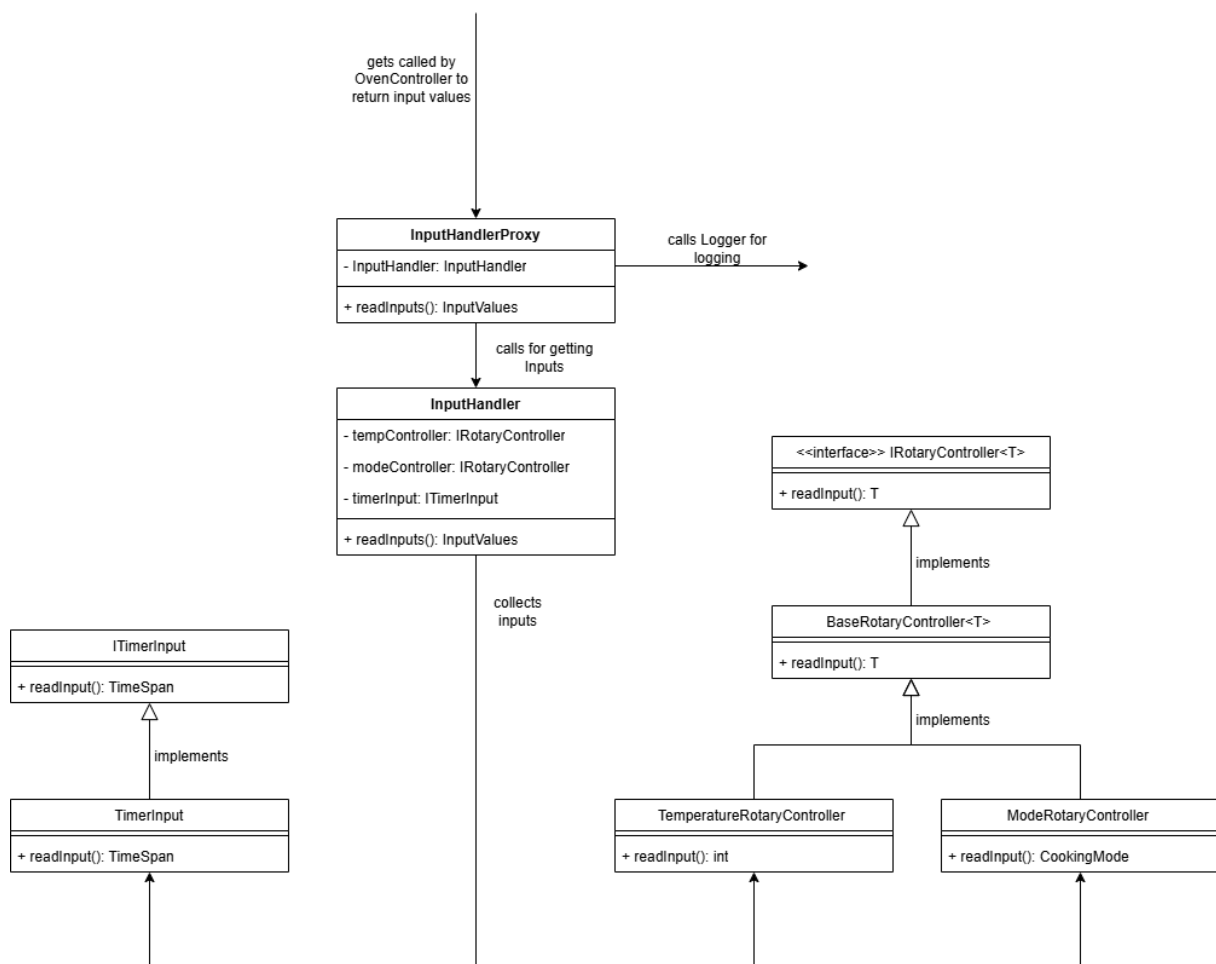 gets called by
OvenController to
return input values
InputHandlerProxy
- InputHandler: InputHandler
+ readInputs(): InputValues
calls Logger for
logging
calls for getting
Inputs
InputHandler
- tempController: IRotaryController
- modeController: IRotaryController
- timerInput: ITimerInput
+ readInputs(): InputValues
<<interface>> IRotaryController<T>
+ readInput(): T
implements
collects
inputs
BaseRotaryController<T>
+ readInput(): T
implements
ITimerInput
+ readInput(): TimeSpan
implements
TimerInput
+ readInput(): TimeSpan
TemperatureRotaryController
+ readInput(): int
ModeRotaryController
+ readInput(): CookingMode